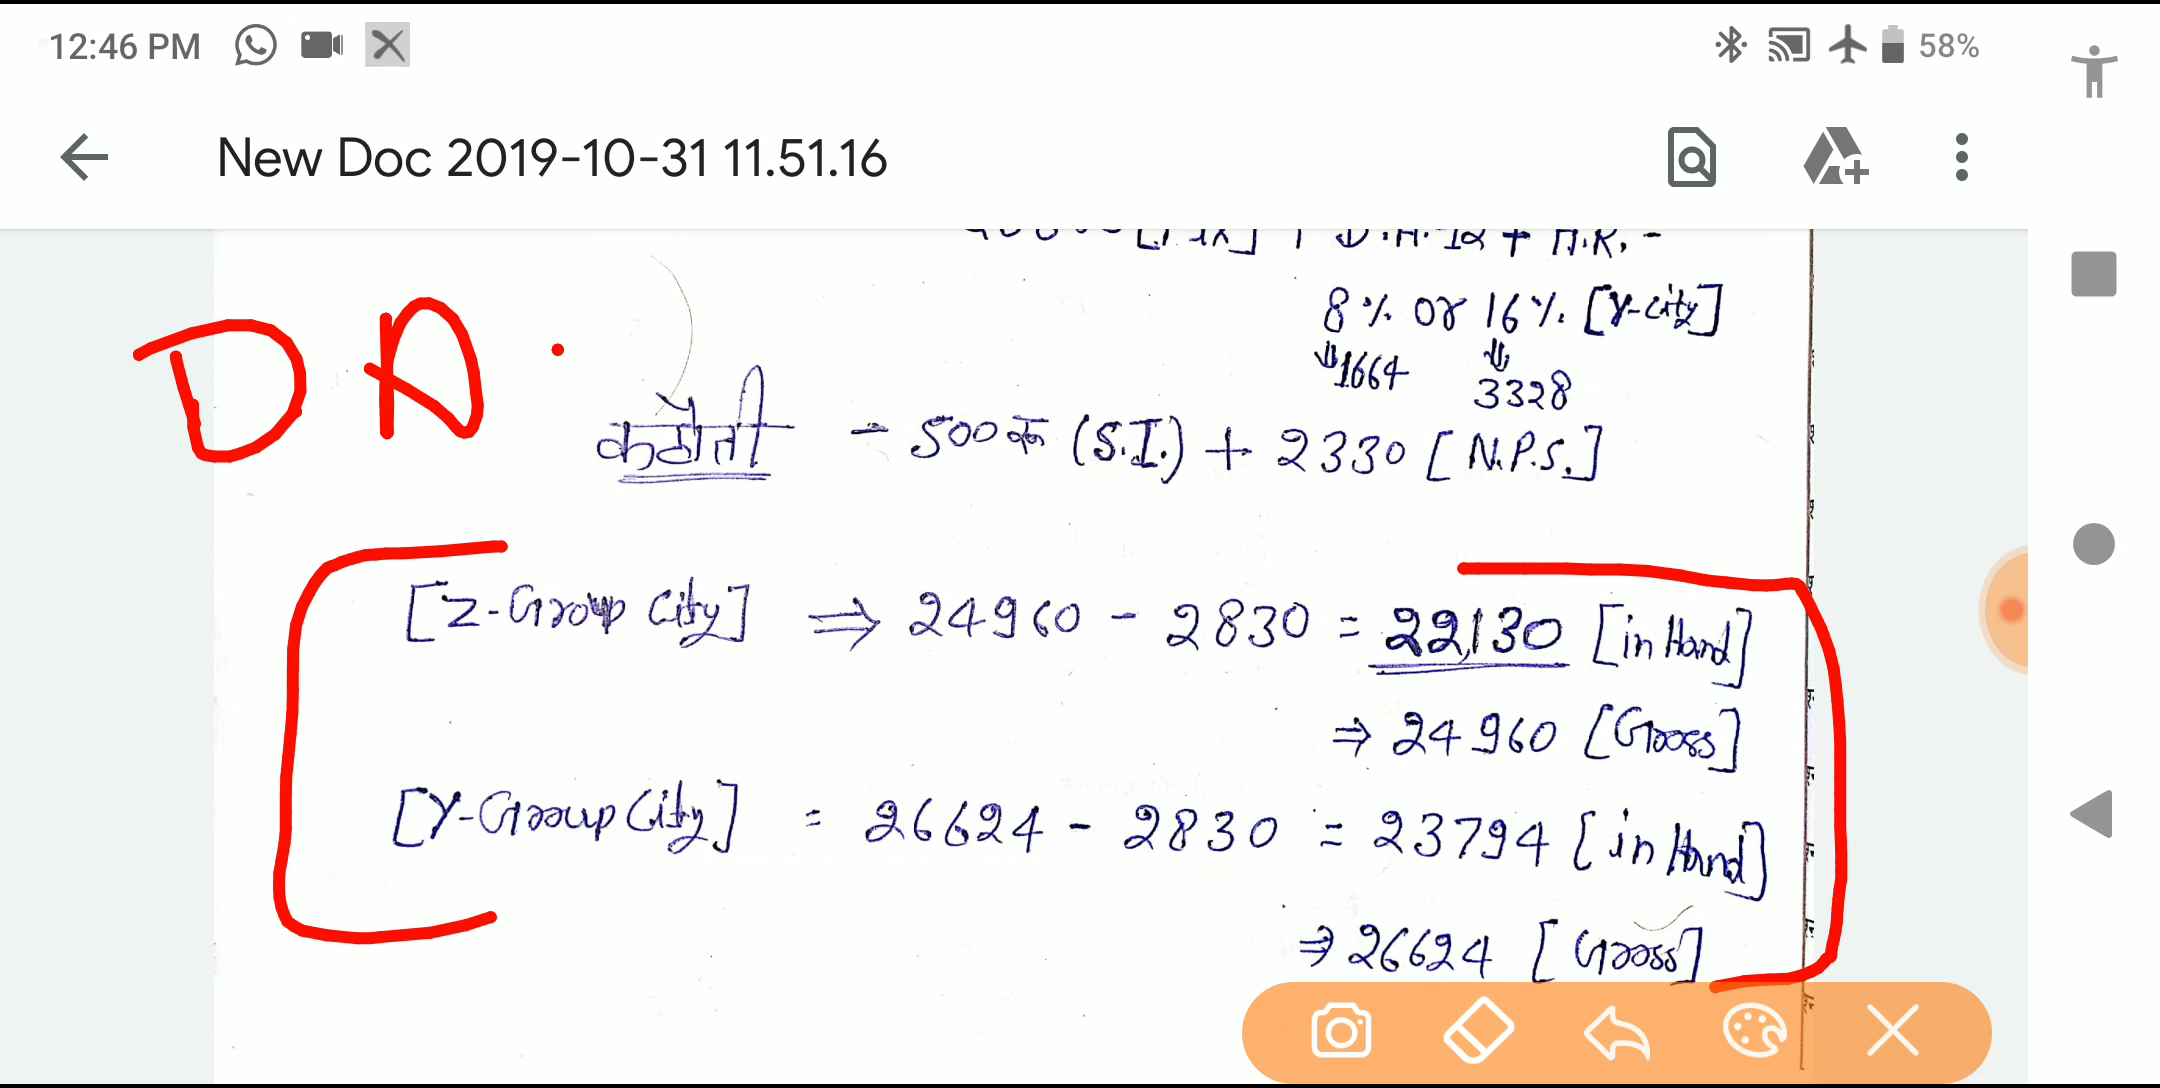 12:46 PM 58%
New Doc 2019-10-31 11.51.16
8% or 16% [Y-city]
1664 3328
DA
कटौती - 500रू (S.I.) + 2330 [N.P.S.]
[Z-Group City] ⇒ 24960 - 2830 = 22,130 [in Hand]
⇒ 24960 [Gross]
[Y-Group City] = 26624 - 2830 = 23794 [in Hand]
⇒ 26624 [Gross]